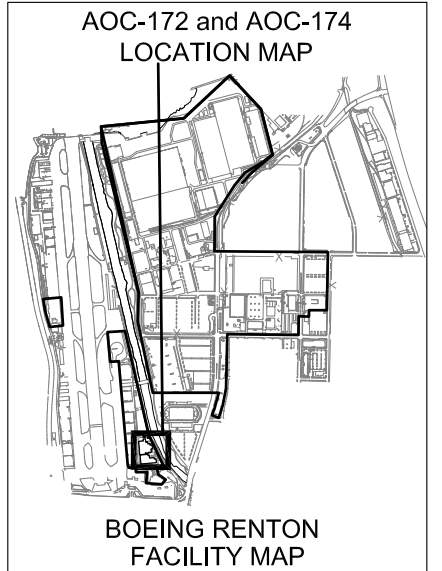 AOC-172 and AOC-174
LOCATION MAP
BOEING RENTON
FACILITY MAP